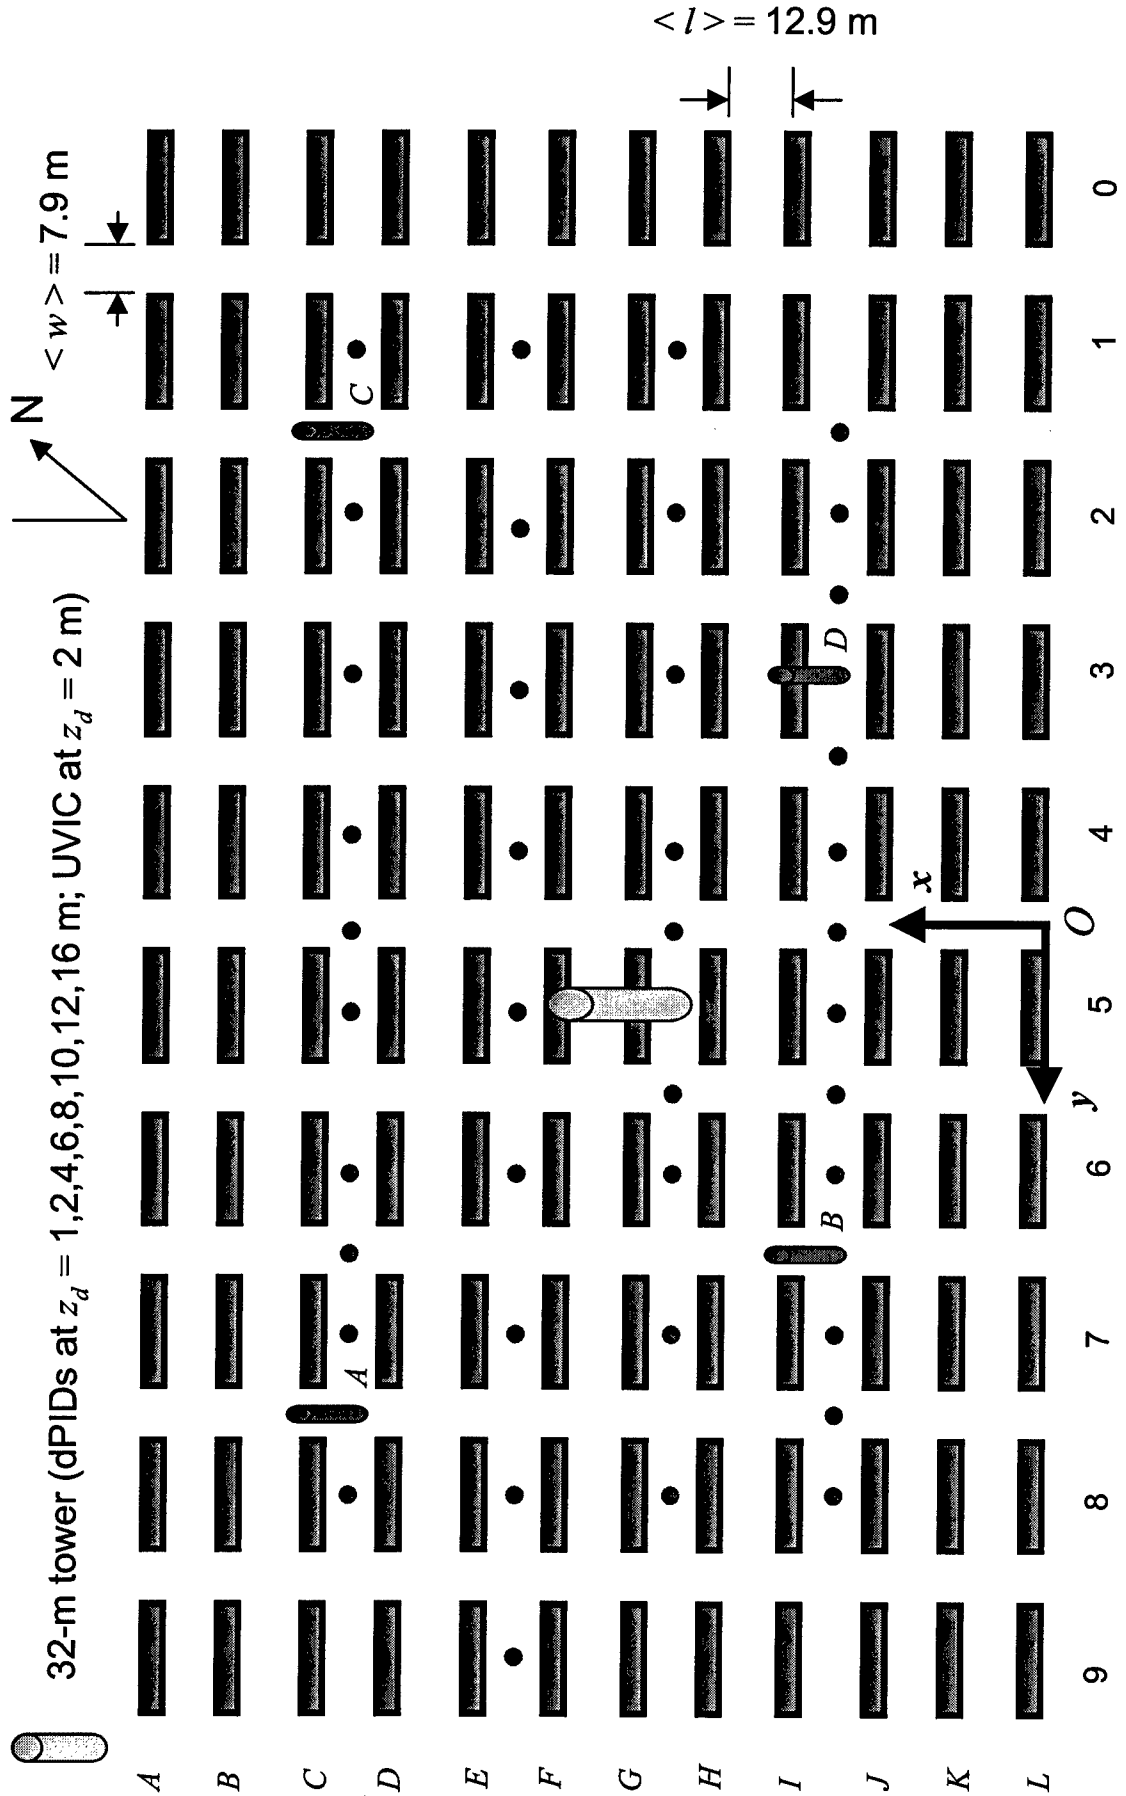 32-m tower (dPIDs at z_d = 1,2,4,6,8,10,12,16 m; UVIC at z_d = 2 m)
N
< w > = 7.9 m
< l > = 12.9 m
A
B
C
D
E
F
G
H
I
J
K
L
A
B
C
D
x
y
O
9
8
7
6
5
4
3
2
1
0